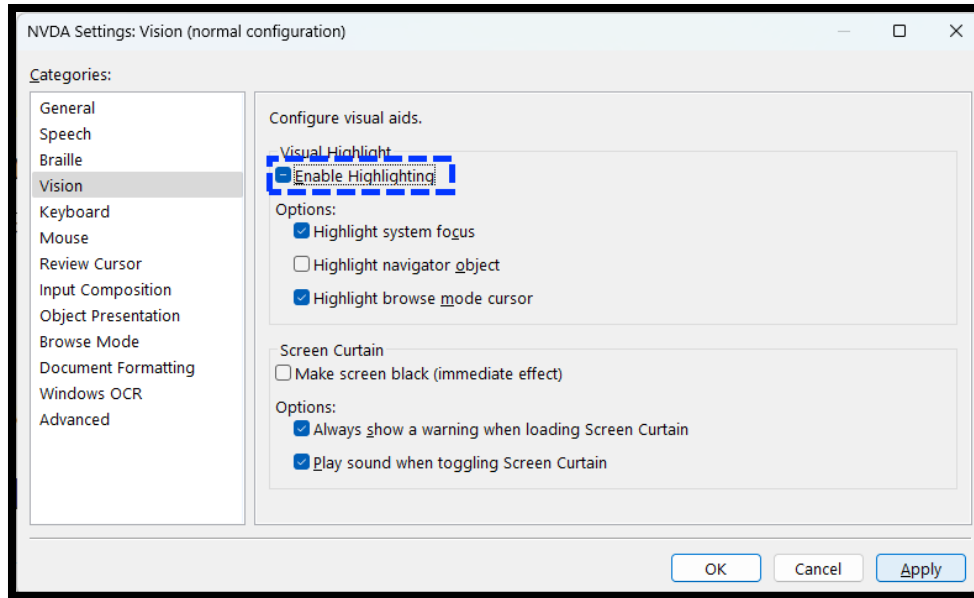 NVDA Settings: Vision (normal configuration)
Categories:
General
Speech
Braille
Vision
Keyboard
Mouse
Review Cursor
Input Composition
Object Presentation
Browse Mode
Document Formatting
Windows OCR
Advanced
Configure visual aids.
Visual Highlight
Enable Highlighting
Options:
Highlight system focus
Highlight navigator object
Highlight browse mode cursor
Screen Curtain
Make screen black (immediate effect)
Options:
Always show a warning when loading Screen Curtain
Play sound when toggling Screen Curtain
OK Cancel Apply